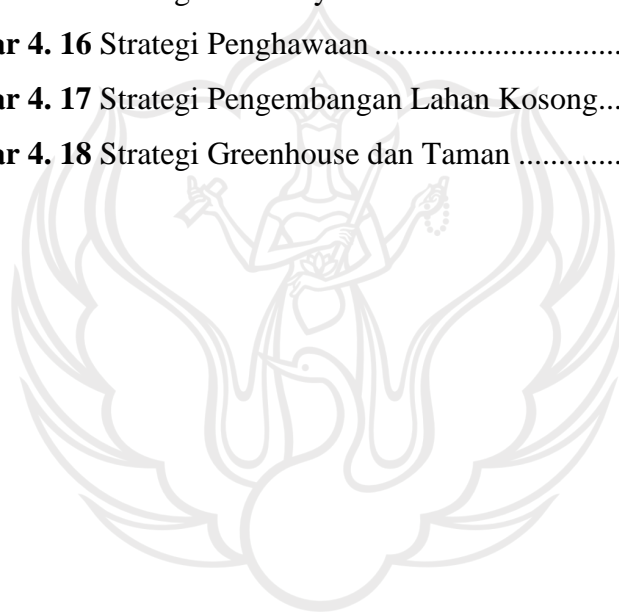 ar 4. 16 Strategi Penghawaan ..............................
ar 4. 17 Strategi Pengembangan Lahan Kosong...
ar 4. 18 Strategi Greenhouse dan Taman .............